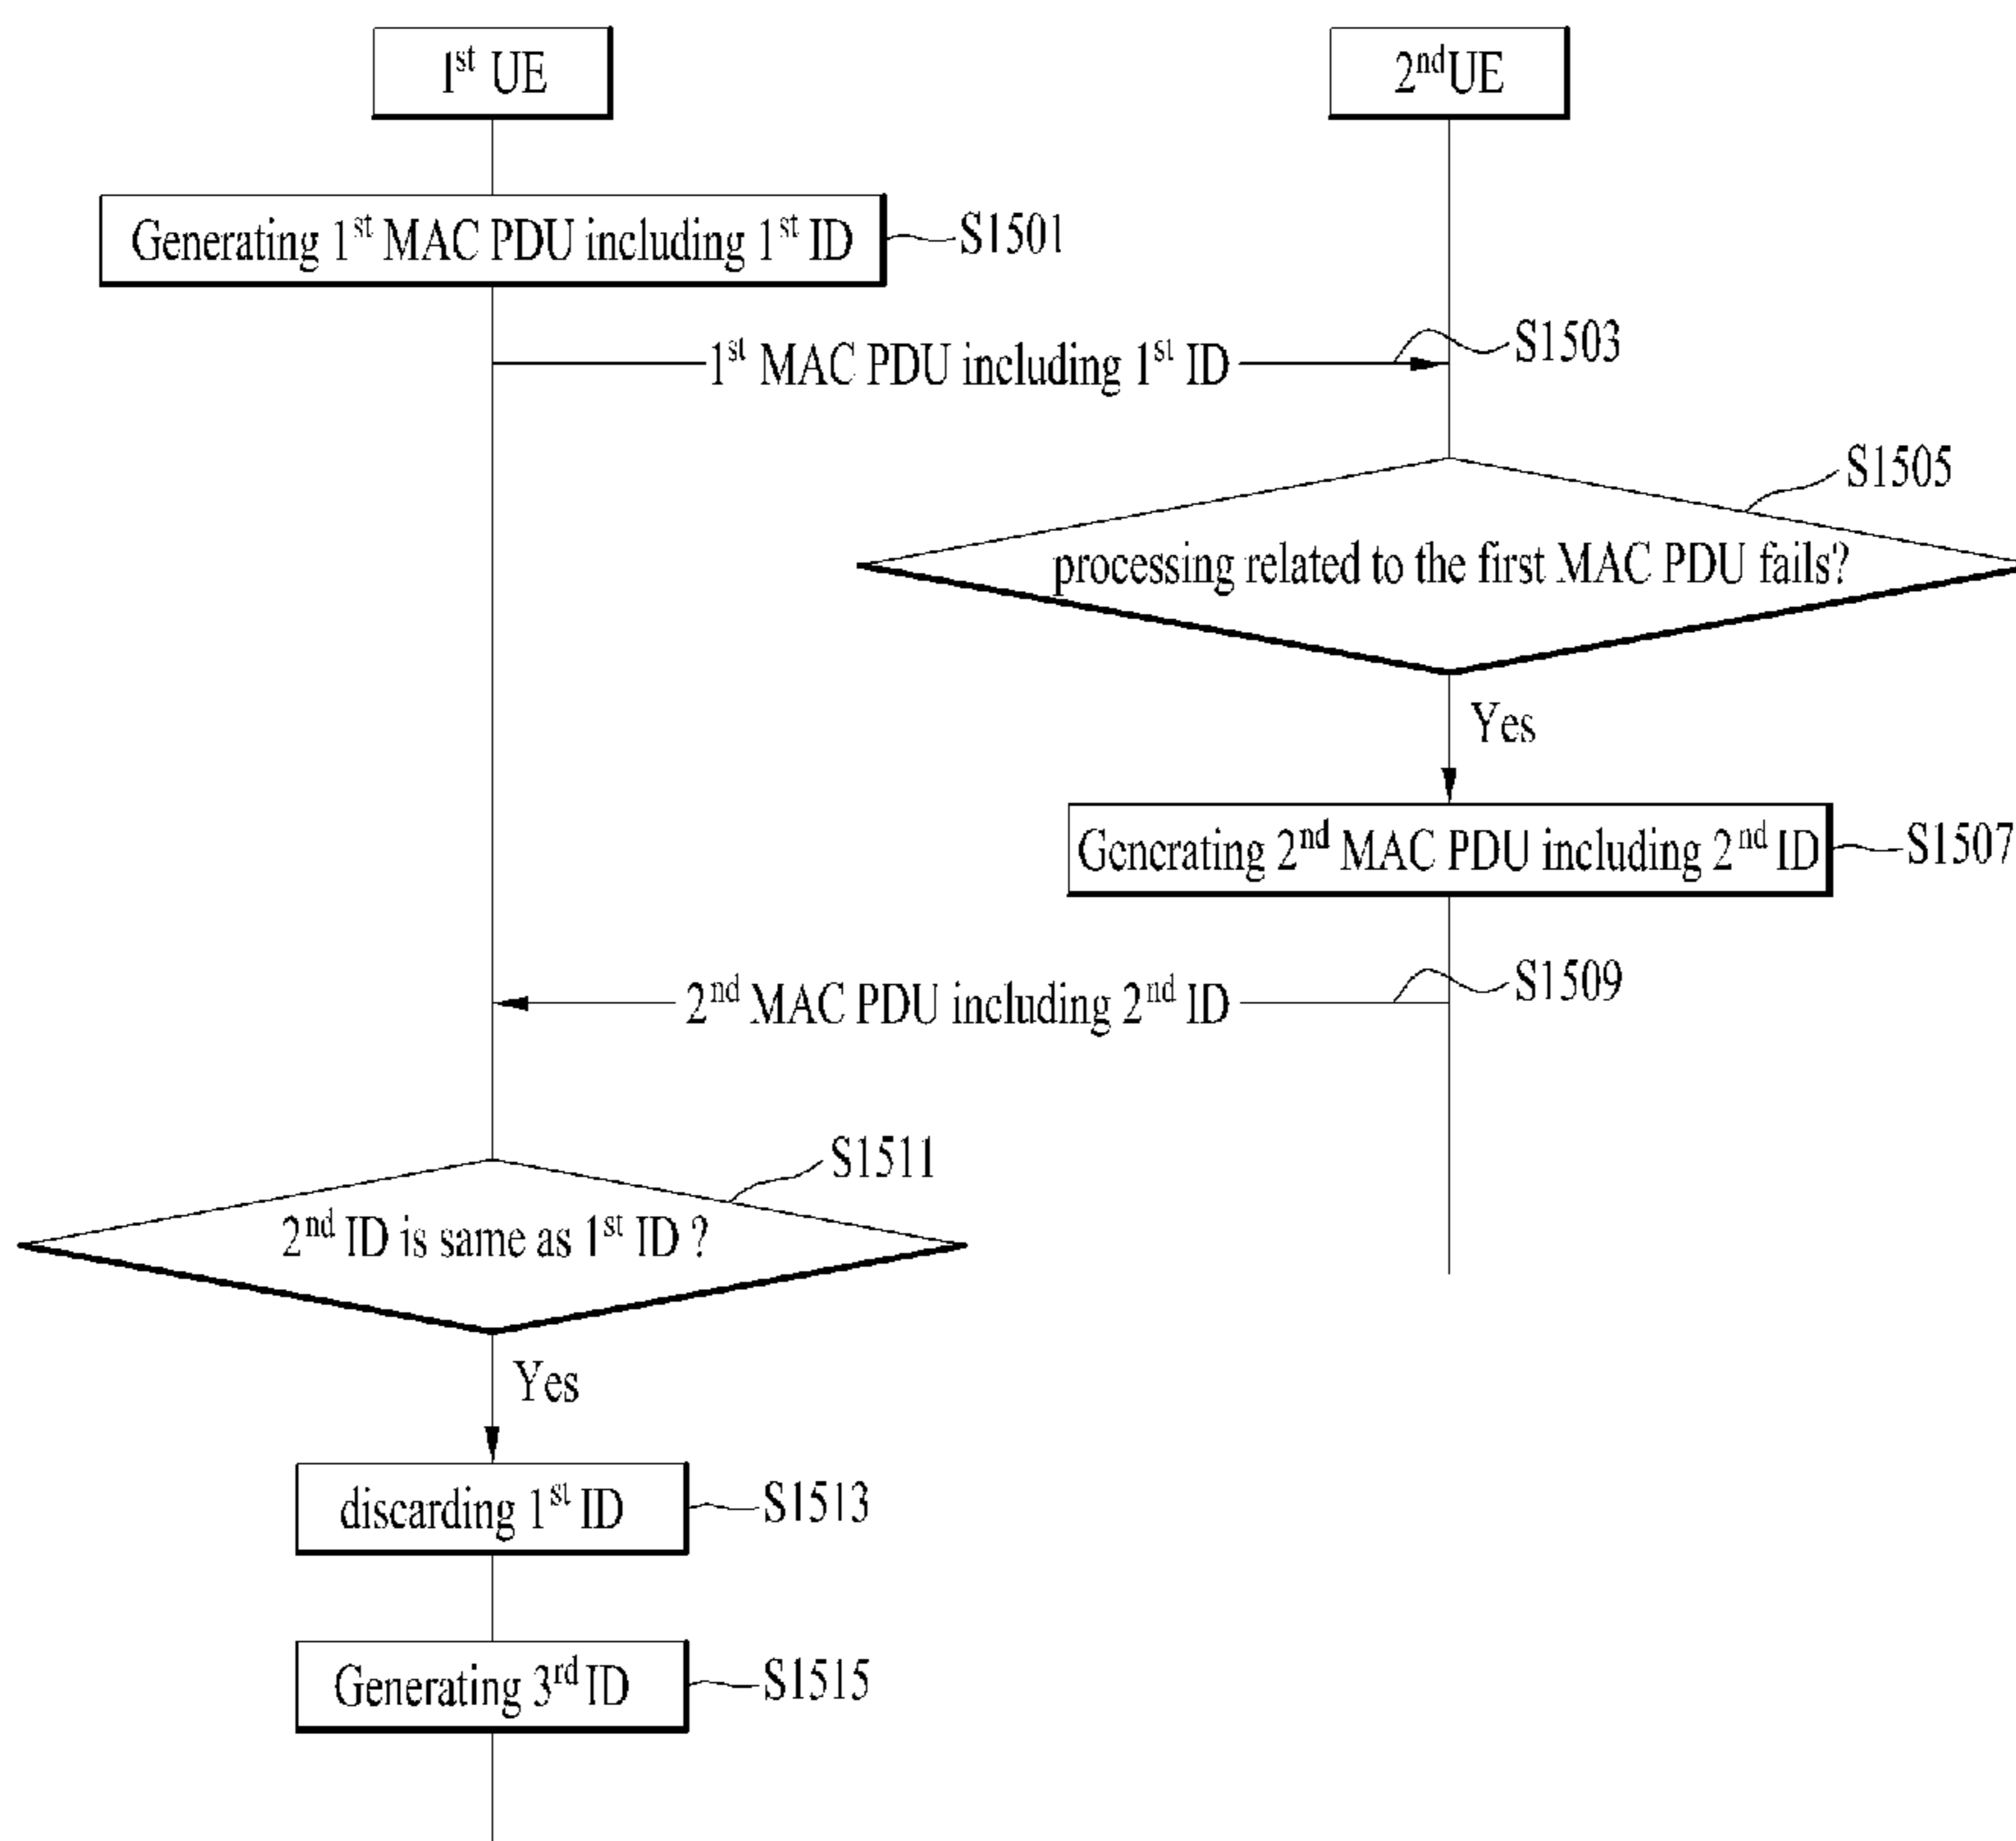 1st UE
2nd UE
Generating 1st MAC PDU including 1st ID
S1501
1st MAC PDU including 1st ID
S1503
S1505
processing related to the first MAC PDU fails?
Yes
Generating 2nd MAC PDU including 2nd ID
S1507
2nd MAC PDU including 2nd ID
S1509
S1511
2nd ID is same as 1st ID ?
Yes
discarding 1st ID
S1513
Generating 3rd ID
S1515